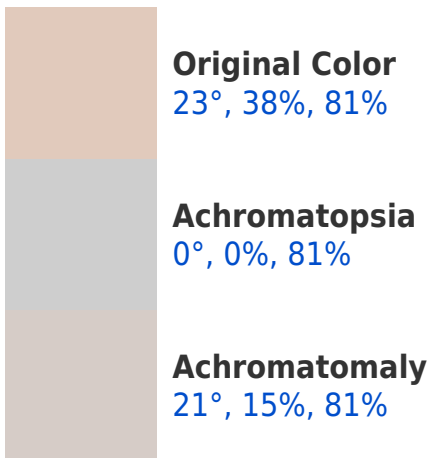 Original Color
23°, 38%, 81%
Achromatopsia
0°, 0%, 81%
Achromatomaly
21°, 15%, 81%